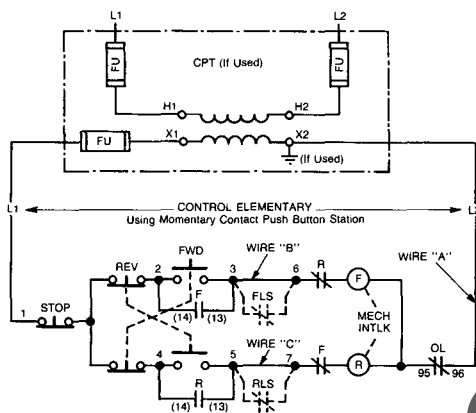 L1 L2
FU CPT (If Used) FU
H1 H2
FU X1 X2
(If Used)
L1 CONTROL ELEMENTARY L
Using Momentary Contact Push Button Station
WIRE "A"
FWD
REV 2 3 WIRE "B" 6 R F
1 STOP F FLS
(14) (13) MECH
INTLK
WIRE "C" OL
4 5 7 F R 95 96
R RLS
(14) (13)